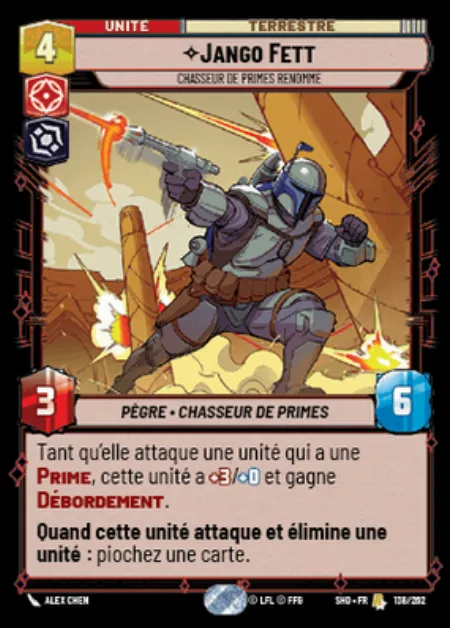 UNITÉ
TERRESTRE
4
Jango Fett
CHASSEUR DE PRIMES RENOMMÉ
3
6
PÈGRE • CHASSEUR DE PRIMES
Tant qu'elle attaque une unité qui a une
PRIME, cette unité a +3/+0 et gagne
DÉBORDEMENT.
Quand cette unité attaque et élimine une
unité : piochez une carte.
ALEX CHEN
© LFL © FFG
SHD • FR
138/262